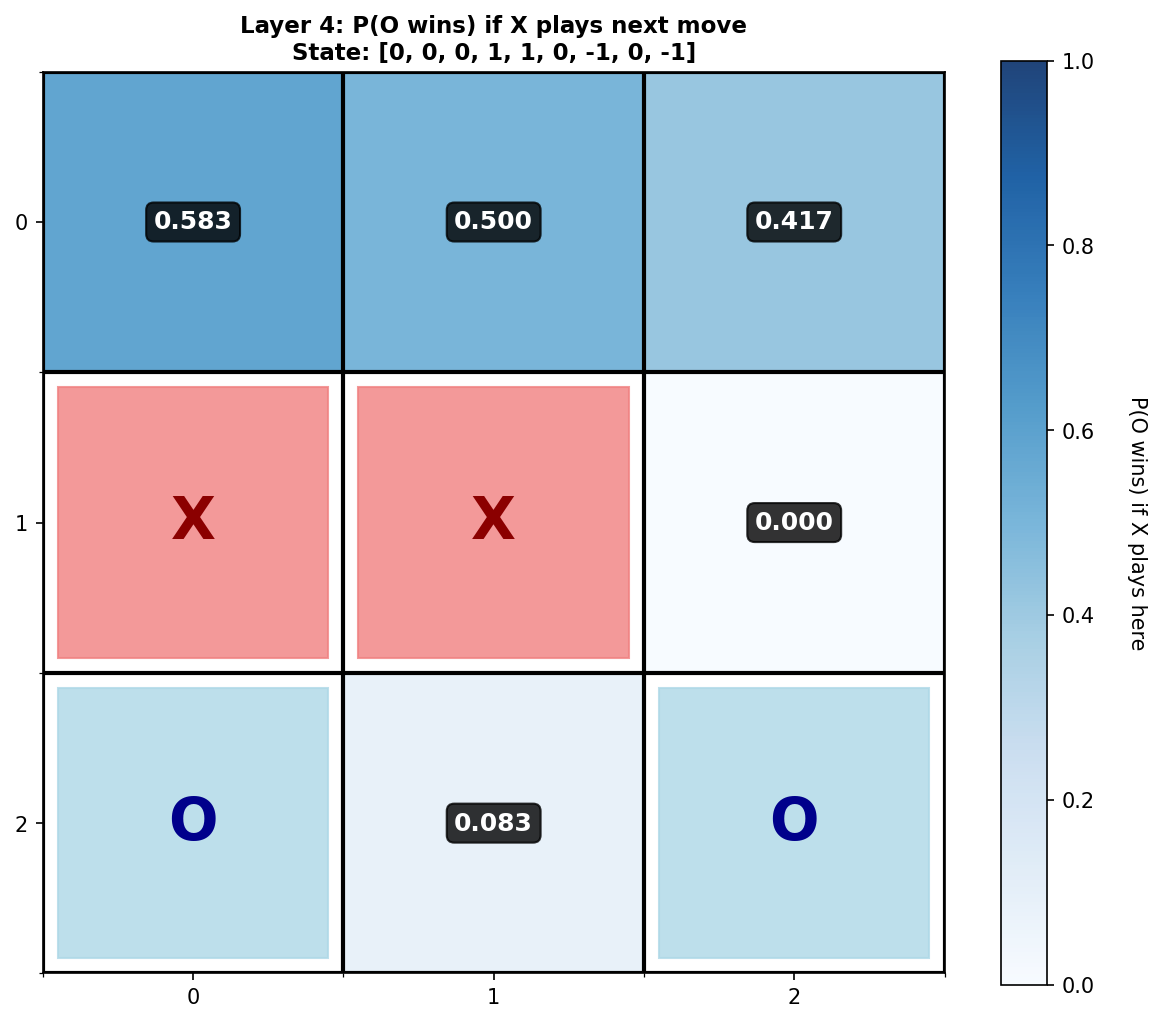 Layer 4: P(O wins) if X plays next move
State: [0, 0, 0, 1, 1, 0, -1, 0, -1]
0
0.583
0.500
0.417
1
X
X
0.000
2
O
0.083
O
0
1
2
1.0
0.8
0.6
0.4
0.2
0.0
P(O wins) if X plays here